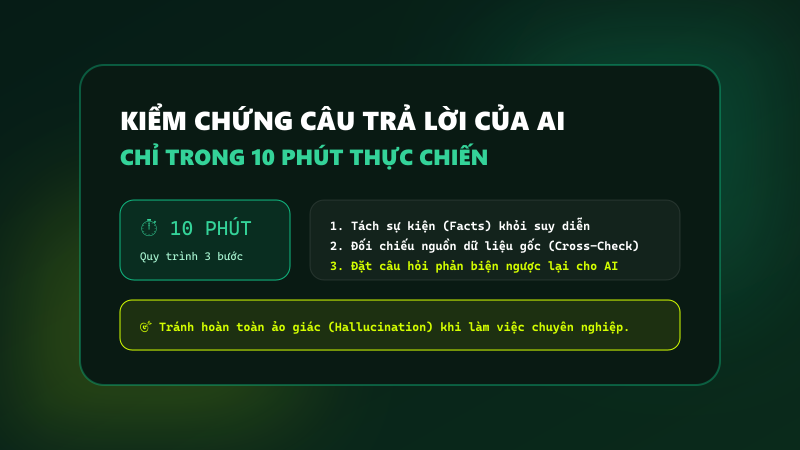 KIỂM CHỨNG CÂU TRẢ LỜI CỦA AI
CHỈ TRONG 10 PHÚT THỰC CHIẾN
⏱ 10 PHÚT
Quy trình 3 bước
1. Tách sự kiện (Facts) khỏi suy diễn
2. Đối chiếu nguồn dữ liệu gốc (Cross-Check)
3. Đặt câu hỏi phản biện ngược lại cho AI
🎯 Tránh hoàn toàn ảo giác (Hallucination) khi làm việc chuyên nghiệp.